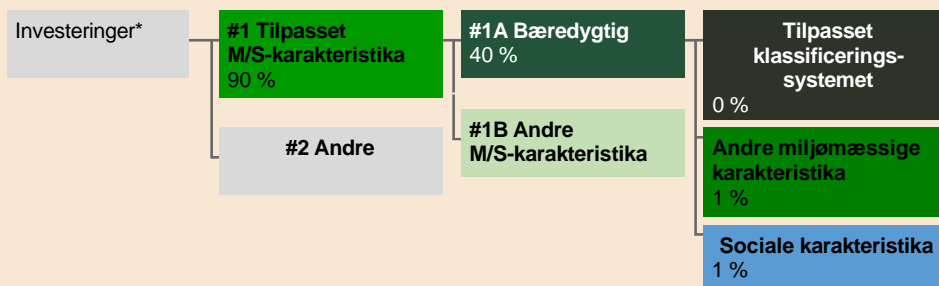 Investeringer*
#1 Tilpasset
M/S-karakteristika
90 %
#2 Andre
#1A Bæredygtig
40 %
#1B Andre
M/S-karakteristika
Tilpasset
klassificerings-
systemet
0 %
Andre miljømæssige
karakteristika
1 %
Sociale karakteristika
1 %